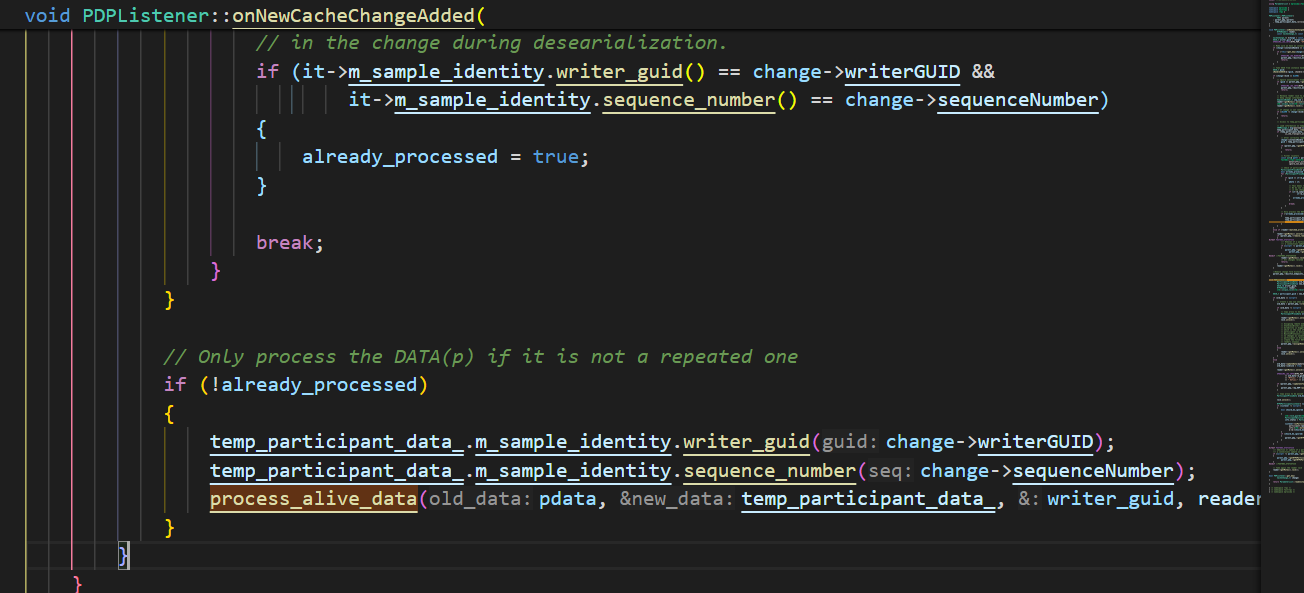 void PDPListener::onNewCacheChangeAdded(
// in the change during desearialization.
if (it->m_sample_identity.writer_guid() == change->writerGUID &&
it->m_sample_identity.sequence_number() == change->sequenceNumber)
{
already_processed = true;
}
break;
}
}
// Only process the DATA(p) if it is not a repeated one
if (!already_processed)
{
temp_participant_data_.m_sample_identity.writer_guid(guid: change->writerGUID);
temp_participant_data_.m_sample_identity.sequence_number(seq: change->sequenceNumber);
process_alive_data(old_data: pdata, &new_data: temp_participant_data_, &: writer_guid, reader
}
}
}